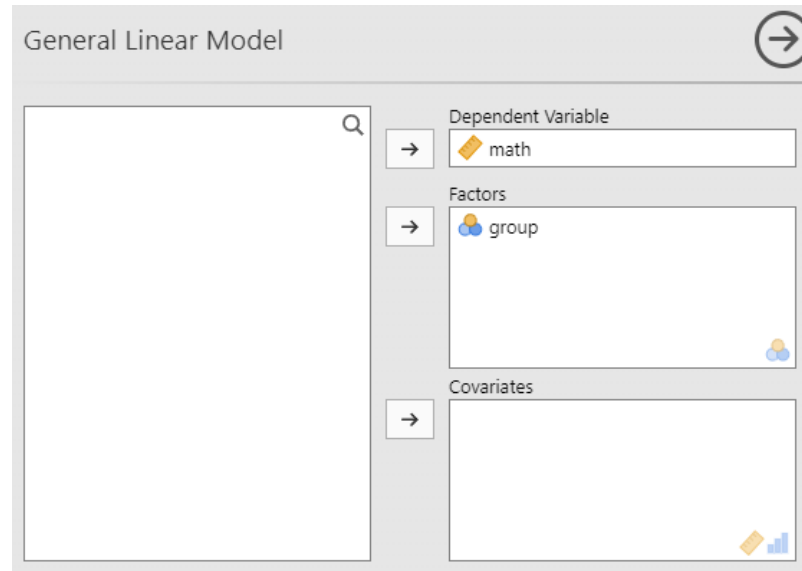 General Linear Model
Dependent Variable
math
Factors
group
Covariates